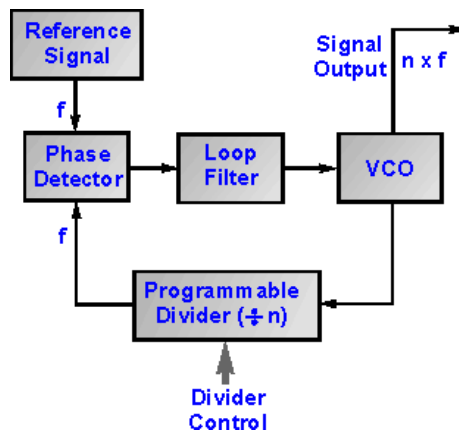 Reference
Signal
Signal
Output
n x f
f
Phase
Detector
Loop
Filter
VCO
f
Programmable
Divider (÷n)
Divider
Control